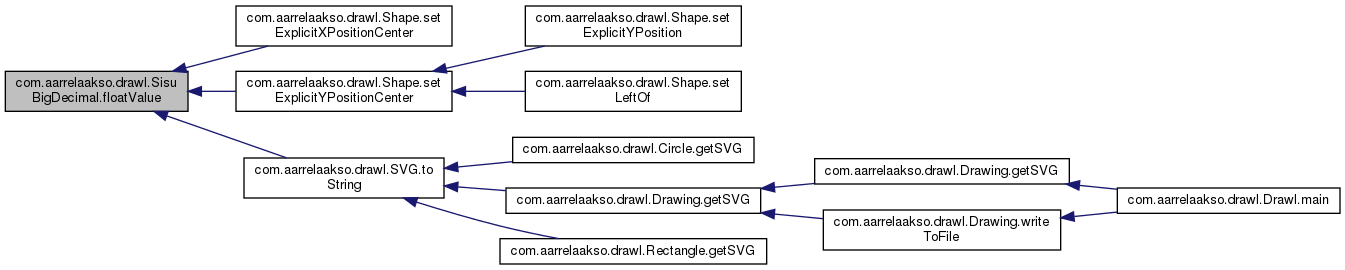 com.aarrelaakso.drawl.Sisu
BigDecimal.floatValue
com.aarrelaakso.drawl.Shape.set
ExplicitXPositionCenter
com.aarrelaakso.drawl.Shape.set
ExplicitYPositionCenter
com.aarrelaakso.drawl.Shape.set
ExplicitYPosition
com.aarrelaakso.drawl.Shape.set
LeftOf
com.aarrelaakso.drawl.SVG.to
String
com.aarrelaakso.drawl.Circle.getSVG
com.aarrelaakso.drawl.Drawing.getSVG
com.aarrelaakso.drawl.Rectangle.getSVG
com.aarrelaakso.drawl.Drawing.getSVG
com.aarrelaakso.drawl.Drawing.write
ToFile
com.aarrelaakso.drawl.Drawl.main